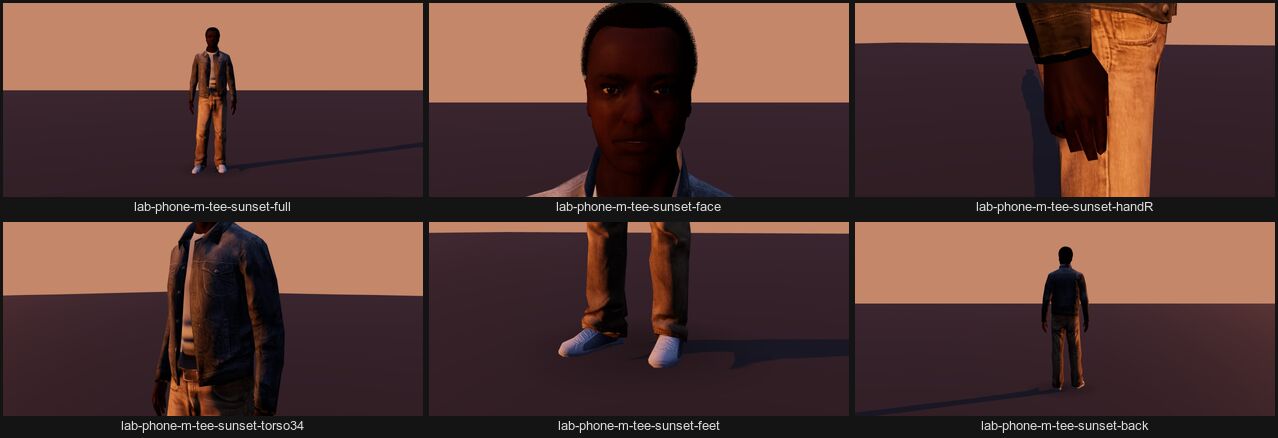 lab-phone-m-tee-sunset-full
lab-phone-m-tee-sunset-face
lab-phone-m-tee-sunset-handR
lab-phone-m-tee-sunset-torso34
lab-phone-m-tee-sunset-feet
lab-phone-m-tee-sunset-back